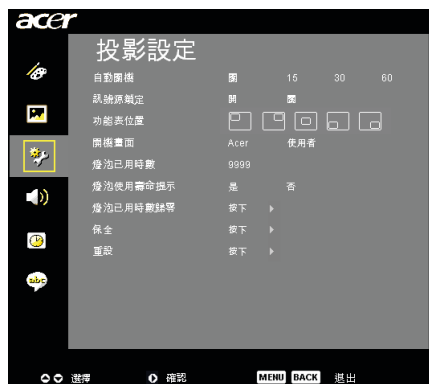 acer
投影設定
自動關機 關 15 30 60
訊號源鎖定 開 關
功能表位置
開機畫面 Acer 使用者
燈泡已用時數 9999
燈泡使用壽命提示 是 否
燈泡已用時數歸零 按下
保全 按下
重設 按下
abc
選擇 確認 MENU BACK 退出